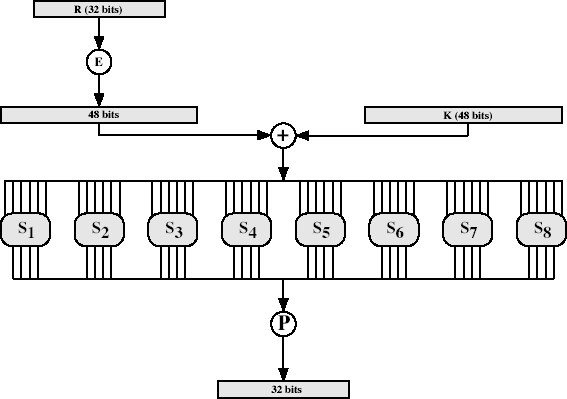 R (32 bits)
E
48 bits
K (48 bits)
+
S1 S2 S3 S4 S5 S6 S7 S8
P
32 bits